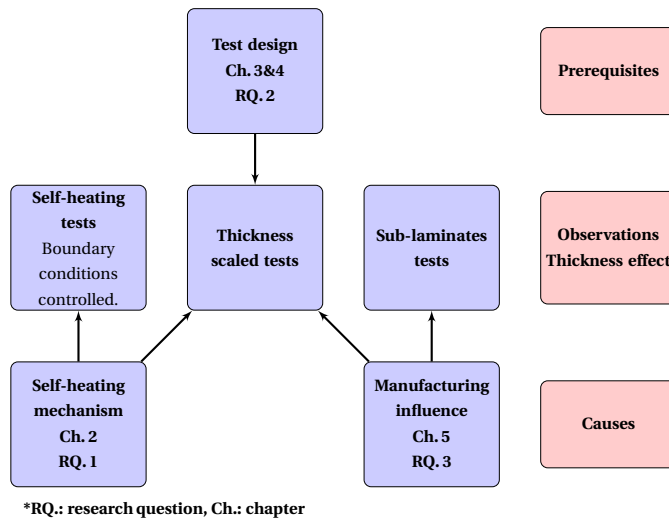 Test design
Ch. 3&4
RQ. 2
Prerequisites
Self-heating
tests
Boundary
conditions
controlled.
Thickness
scaled tests
Sub-laminates
tests
Observations
Thickness effect
Self-heating
mechanism
Ch. 2
RQ. 1
Manufacturing
influence
Ch. 5
RQ. 3
Causes
*RQ.: research question, Ch.: chapter